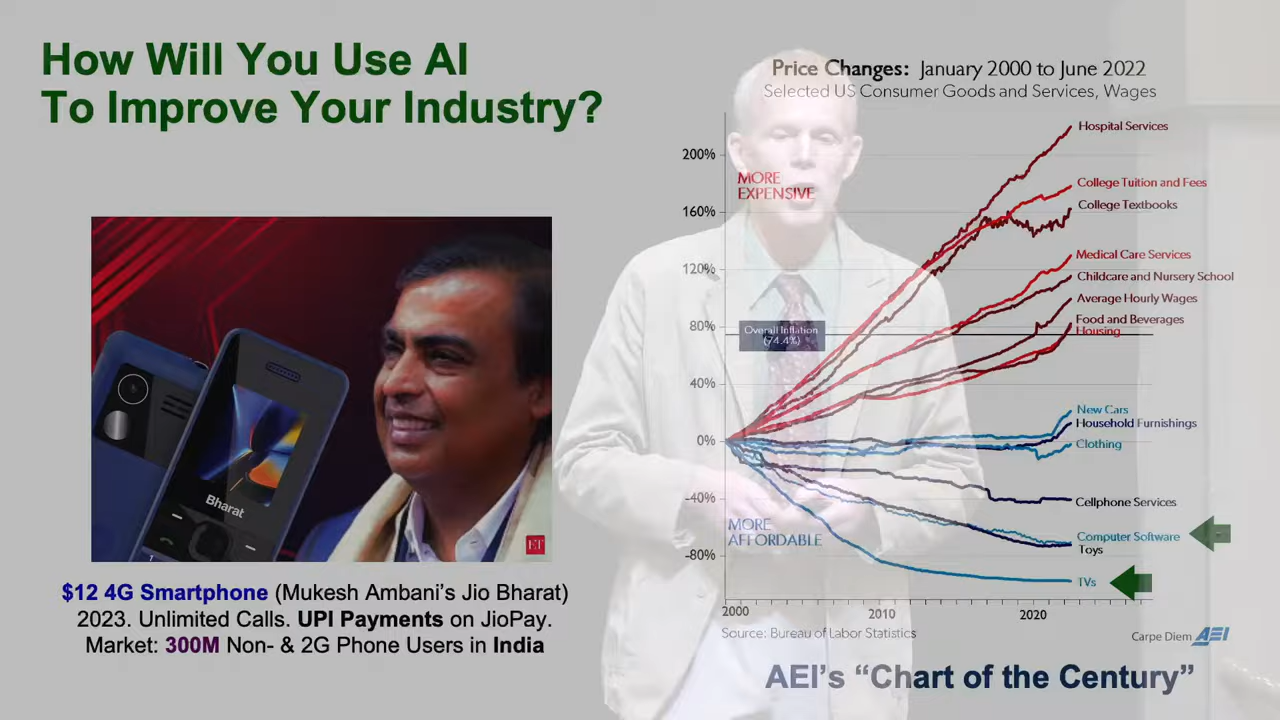 How Will You Use AI
To Improve Your Industry?
Bharat
1
ET
$12 4G Smartphone (Mukesh Ambani's Jio Bharat)
2023. Unlimited Calls. UPI Payments on JioPay.
Market: 300M Non- & 2G Phone Users in India
Price Changes: January 2000 to June 2022
Selected US Consumer Goods and Services, Wages
200%
160%
120%
80%
40%
0%
-40%
-80%
MORE
EXPENSIVE
Overall Inflation
(74.4%)
MORE
AFFORDABLE
Hospital Services
College Tuition and Fees
College Textbooks
Medical Care Services
Childcare and Nursery School
Average Hourly Wages
Food and Beverages
Housing
New Cars
Household Furnishings
Clothing
Cellphone Services
Computer Software
Toys
TVs
2000
2010
2020
Source: Bureau of Labor Statistics
Carpe Diem AEI
AEI's “Chart of the Century”